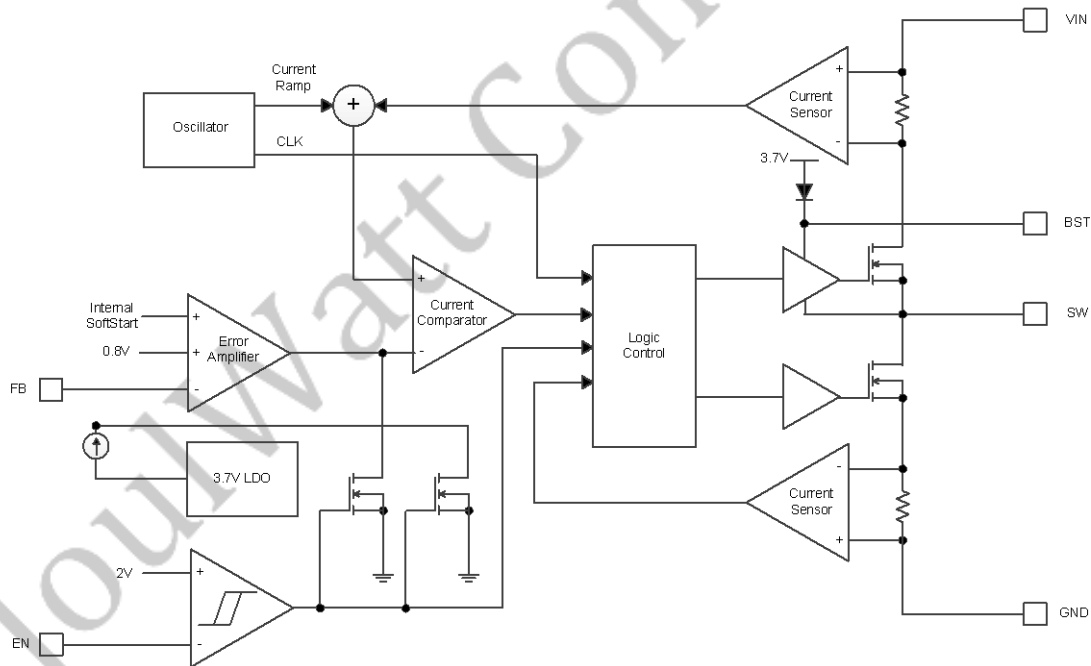 VIN
Current
Ramp
+
Current
Sensor
+
-
Oscillator
CLK
3.7V
BST
+
Current
Comparator
-
Internal
SoftStart
+
0.8V
+
Error
Amplifier
FB
-
Logic
Control
SW
3.7V LDO
-
Current
Sensor
+
2V
+
EN
-
GND